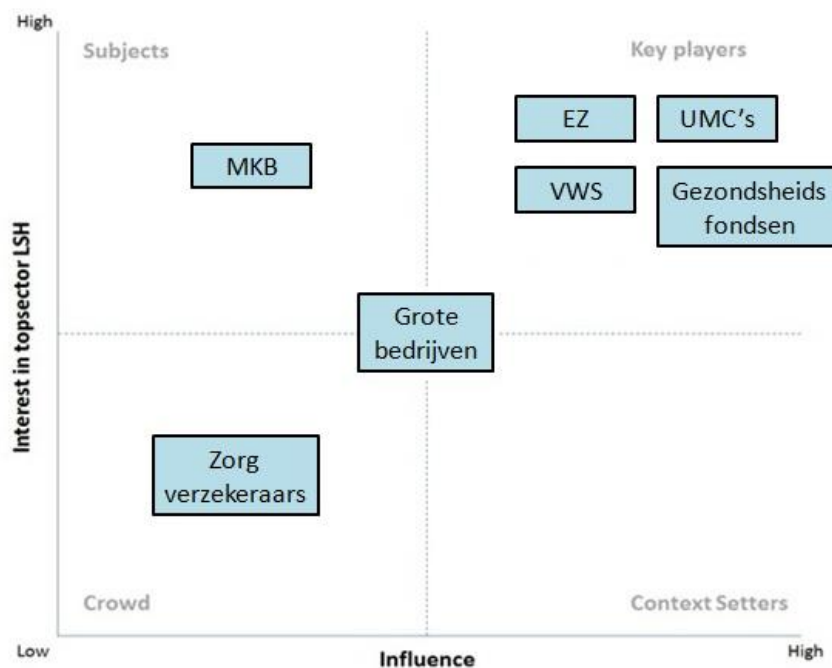 High
Subjects
Key players
EZ
UMC's
MKB
VWS
Gezondsheids
fondsen
Interest in topsector LSH
Grote
bedrijven
Zorg
verzekeraars
Crowd
Context Setters
Low
Influence
High